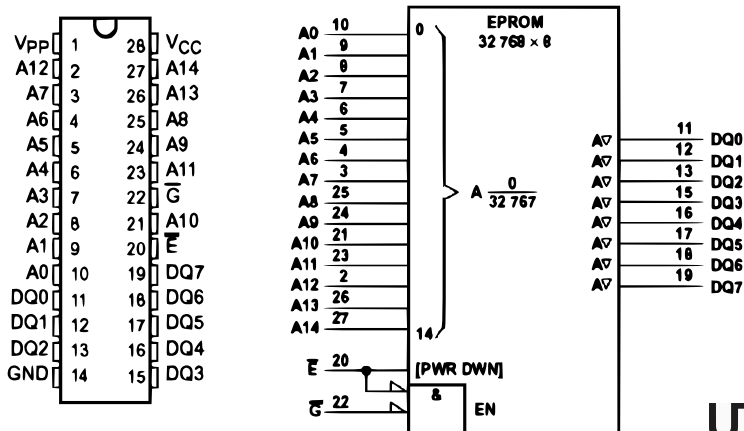 VPP 1 28 VCC
A12 2 27 A14
A7 3 26 A13
A6 4 25 A8
A5 5 24 A9
A4 6 23 A11
A3 7 22 G̅
A2 8 21 A10
A1 9 20 E̅
A0 10 19 DQ7
DQ0 11 18 DQ6
DQ1 12 17 DQ5
DQ2 13 16 DQ4
GND 14 15 DQ3
EPROM
32 768 × 8
A0 10 0
A1 9
A2 8
A3 7
A4 6
A5 5
A6 4
A7 3
A8 25
A9 24
A10 21
A11 23
A12 2
A13 26
A14 27 14
A 0
32 767
A▽ 11 DQ0
A▽ 12 DQ1
A▽ 13 DQ2
A▽ 15 DQ3
A▽ 16 DQ4
A▽ 17 DQ5
A▽ 18 DQ6
A▽ 19 DQ7
E̅ 20 [PWR DWN]
&
G̅ 22 EN